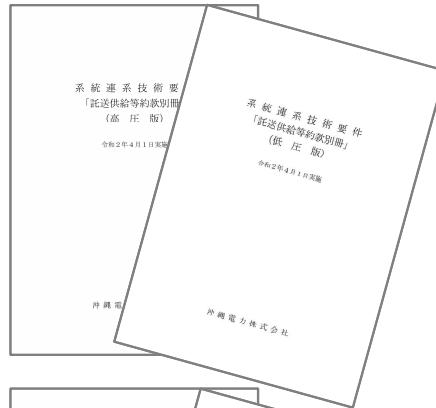 系統連系技術要
「託送供給等約款別冊
(高圧版)
令和2年4月1日実施
沖縄電
系統連系技術要件
「託送供給等約款別冊」
(低圧版)
令和2年4月1日実施
沖縄電力株式会社